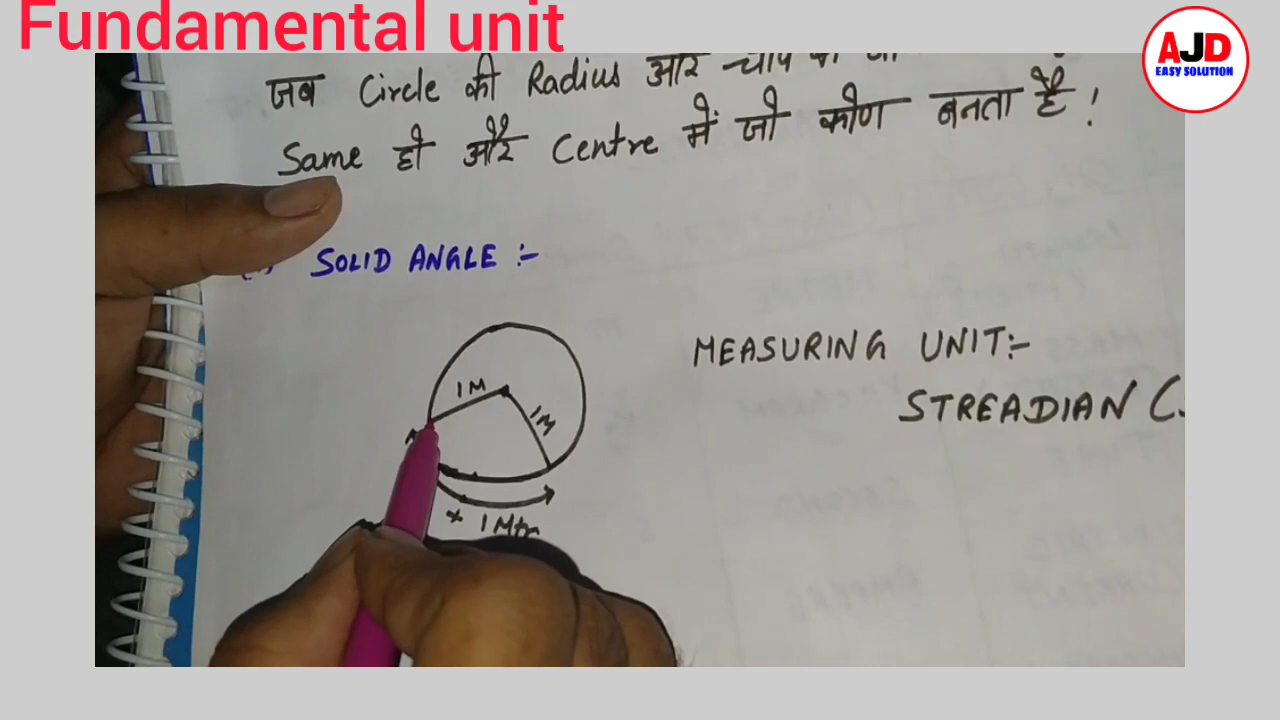 Fundamental unit
AJD
EASY SOLUTION
जब Circle की Radius और चाप
Same हो और Centre में जो कोण बनता है !
SOLID ANGLE :-
1M
1M
1Mtr
MEASURING UNIT:-
STREADIAN (